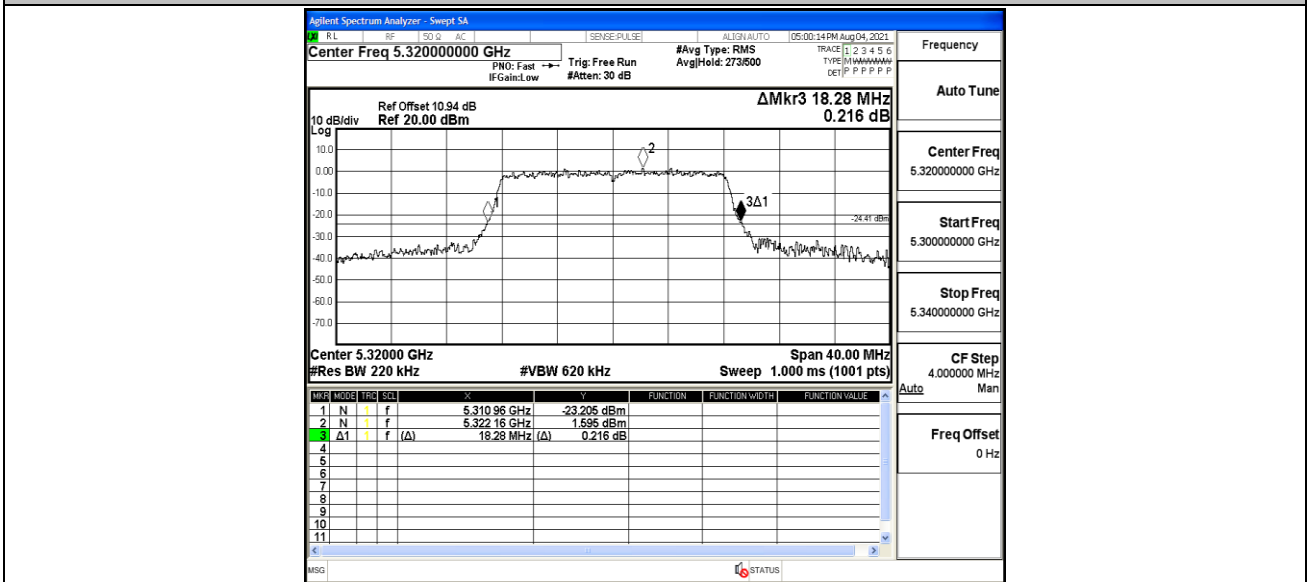 Agilent Spectrum Analyzer - Swept SA
RL RF 50 Ω AC SENSE:PULSE ALIGN AUTO 05:00:14 PM Aug 04, 2021
Center Freq 5.320000000 GHz
PNO: Fast
IFGain:Low
Trig: Free Run
#Atten: 30 dB
#Avg Type: RMS
Avg|Hold: 273/500
TRACE 1 2 3 4 5 6
TYPE M WWWWW
DET P P P P P P
Frequency
ΔMkr3 18.28 MHz
0.216 dB
Ref Offset 10.94 dB
10 dB/div Ref 20.00 dBm
Log
10.0
0.00
-10.0
-20.0
-30.0
-40.0
-50.0
-60.0
-70.0
1
2
3Δ1
-24.41 dBm
Center 5.32000 GHz Span 40.00 MHz
#Res BW 220 kHz #VBW 620 kHz Sweep 1.000 ms (1001 pts)
MKR MODE TRC SCL X Y FUNCTION FUNCTION WIDTH FUNCTION VALUE
1 N 1 f 5.310 96 GHz -23.205 dBm
2 N 1 f 5.322 16 GHz 1.595 dBm
3 Δ1 1 f (Δ) 18.28 MHz (Δ) 0.216 dB
4
5
6
7
8
9
10
11
MSG STATUS
Auto Tune
Center Freq
5.320000000 GHz
Start Freq
5.300000000 GHz
Stop Freq
5.340000000 GHz
CF Step
4.000000 MHz
Auto Man
Freq Offset
0 Hz